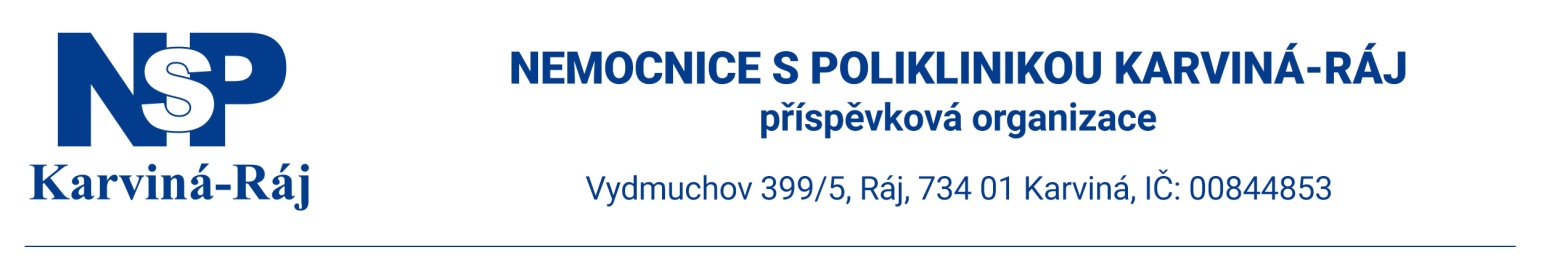 NSP
Karviná-Ráj
NEMOCNICE S POLIKLINIKOU KARVINÁ-RÁJ
příspěvková organizace
Vydmuchov 399/5, Ráj, 734 01 Karviná, IČ: 00844853